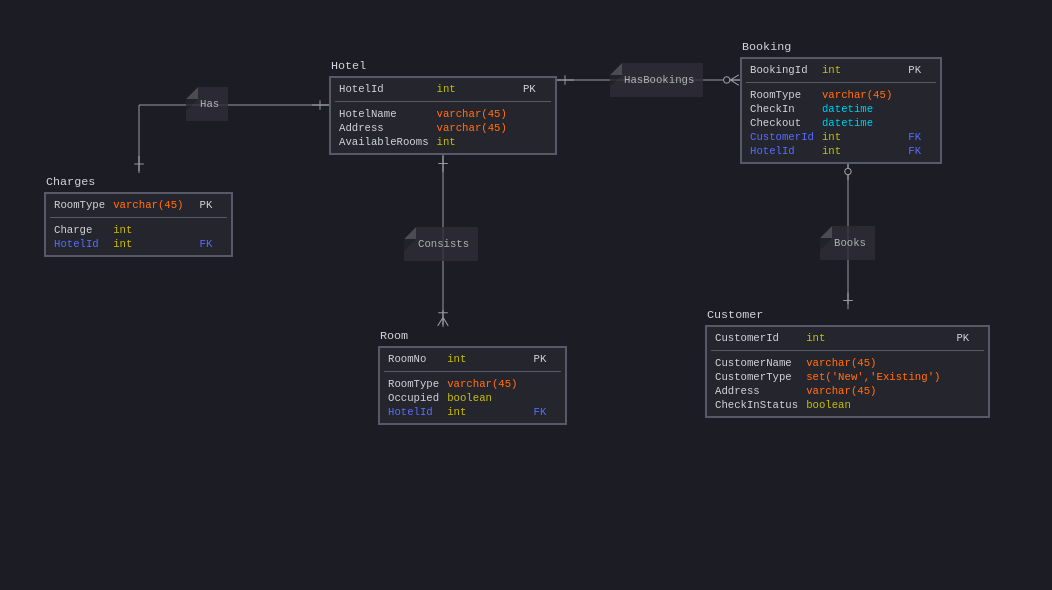 Hotel
HotelId int PK
HotelName varchar(45)
Address varchar(45)
AvailableRooms int
Has
HasBookings
Booking
BookingId int PK
RoomType varchar(45)
CheckIn datetime
Checkout datetime
CustomerId int FK
HotelId int FK
Charges
RoomType varchar(45) PK
Charge int
HotelId int FK
Consists
Books
Room
RoomNo int PK
RoomType varchar(45)
Occupied boolean
HotelId int FK
Customer
CustomerId int PK
CustomerName varchar(45)
CustomerType set('New','Existing')
Address varchar(45)
CheckInStatus boolean